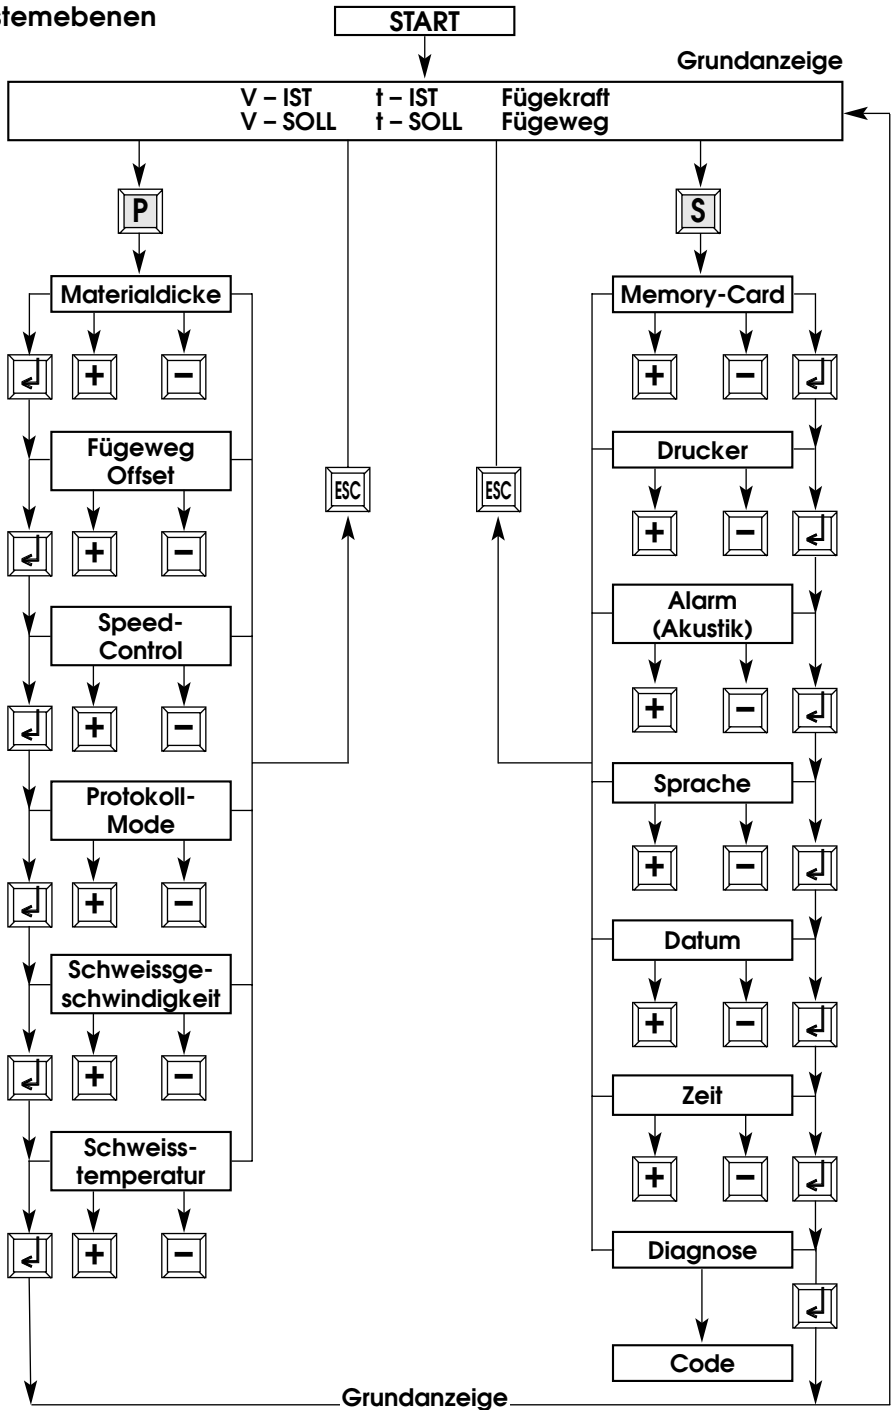 stemebenen
START
Grundanzeige
V – IST t – IST Fügekraft
V – SOLL t – SOLL Fügeweg
P
S
Materialdicke
+ −
Fügeweg
Offset
+ −
Speed-
Control
+ −
Protokoll-
Mode
+ −
Schweissge-
schwindigkeit
+ −
Schweiss-
temperatur
+ −
ESC
ESC
Memory-Card
+ −
Drucker
+ −
Alarm
(Akustik)
+ −
Sprache
+ −
Datum
+ −
Zeit
+ −
Diagnose
Code
Grundanzeige